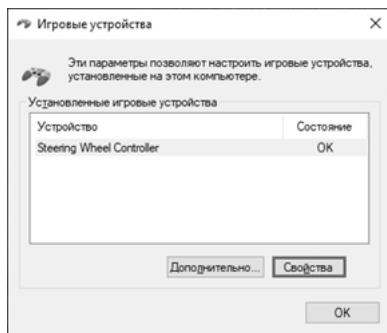 Игровые устройства
Эти параметры позволяют настроить игровые устройства,
установленные на этом компьютере.
Установленные игровые устройства
Устройство Состояние
Steering Wheel Controller OK
Дополнительно... Свойства
OK